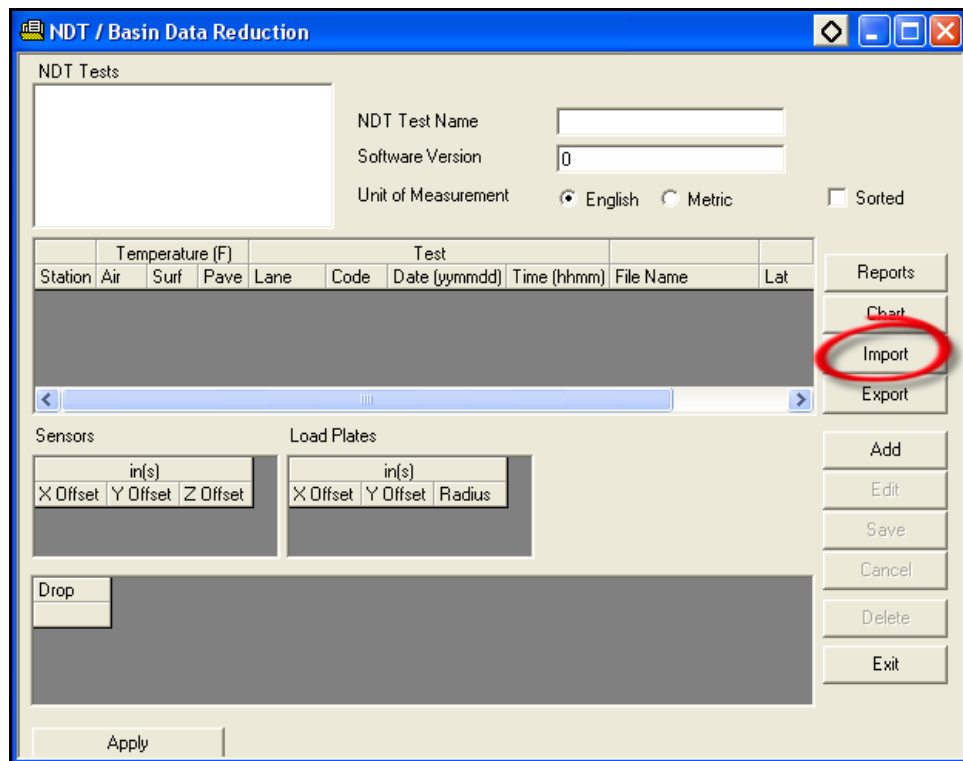 NDT / Basin Data Reduction
NDT Tests
NDT Test Name
Software Version 0
Unit of Measurement English Metric
Sorted
Temperature (F) Test
Station Air Surf Pave Lane Code Date (yymmdd) Time (hhmm) File Name Lat
Reports
Chart
Import
Export
Sensors
in(s)
X Offset Y Offset Z Offset
Load Plates
in(s)
X Offset Y Offset Radius
Add
Edit
Save
Cancel
Drop
Delete
Exit
Apply